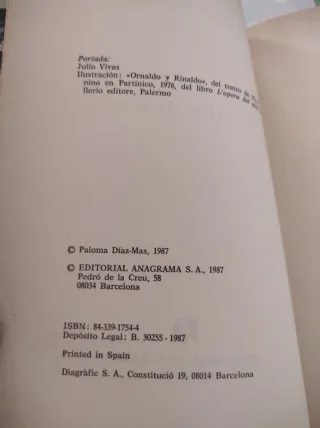 Portada:
Julio Vivas
Ilustración: «Ornaldo y Rinaldo», del teatro de
nino en Partinico, 1976, del libro L'opera dei
llerio editore, Palermo
© Paloma Díaz-Mas, 1987
© EDITORIAL ANAGRAMA S. A., 1987
Pedró de la Creu, 58
08034 Barcelona
ISBN: 84-339-1754-4
Depósito Legal: B. 30255 - 1987
Printed in Spain
Diagràfic S. A., Constitució 19, 08014 Barcelona